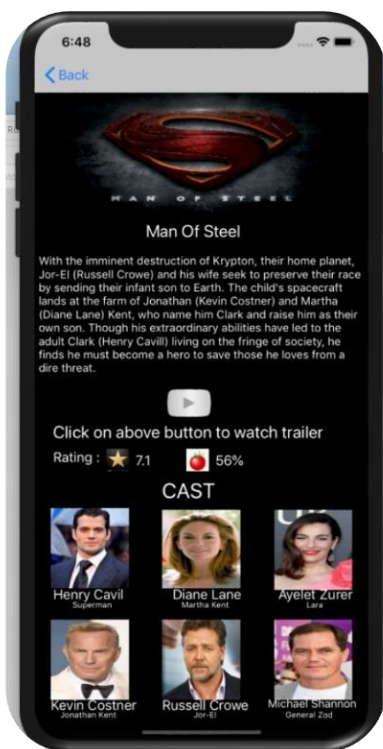 6:48
Back
MAN OF STEEL
Man Of Steel
With the imminent destruction of Krypton, their home planet,
Jor-El (Russell Crowe) and his wife seek to preserve their race
by sending their infant son to Earth. The child's spacecraft
lands at the farm of Jonathan (Kevin Costner) and Martha
(Diane Lane) Kent, who name him Clark and raise him as their
own son. Though his extraordinary abilities have led to the
adult Clark (Henry Cavill) living on the fringe of society, he
finds he must become a hero to save those he loves from a
dire threat.
Click on above button to watch trailer
Rating : 7.1 56%
CAST
Henry Cavil Diane Lane Ayelet Zurer
Superman Martha Kent Lara
Kevin Costner Russell Crowe Michael Shannon
Jonathan Kent Jor-El General Zod